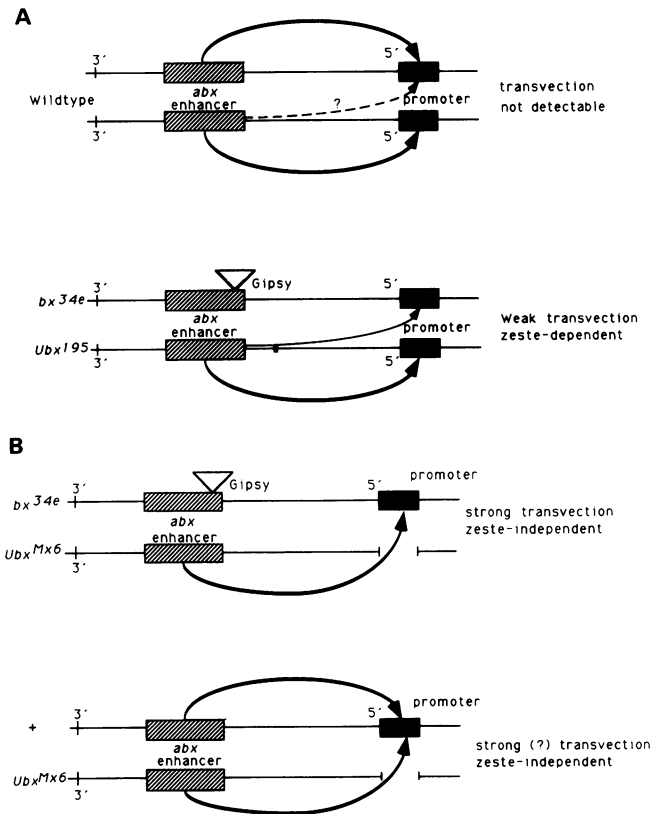 A
3′ 5′
abx
Wildtype enhancer ? promoter transvection
not detectable
3′ 5′
3′ Gipsy 5′
bx34e
abx
enhancer promoter Weak transvection
Ubx195 zeste-dependent
3′ 5′
B
3′ Gipsy 5′ promoter
bx34e
abx strong transvection
enhancer zeste-independent
UbxMx6
3′
3′ 5′ promoter
+
abx
enhancer strong (?) transvection
UbxMx6 zeste-independent
3′